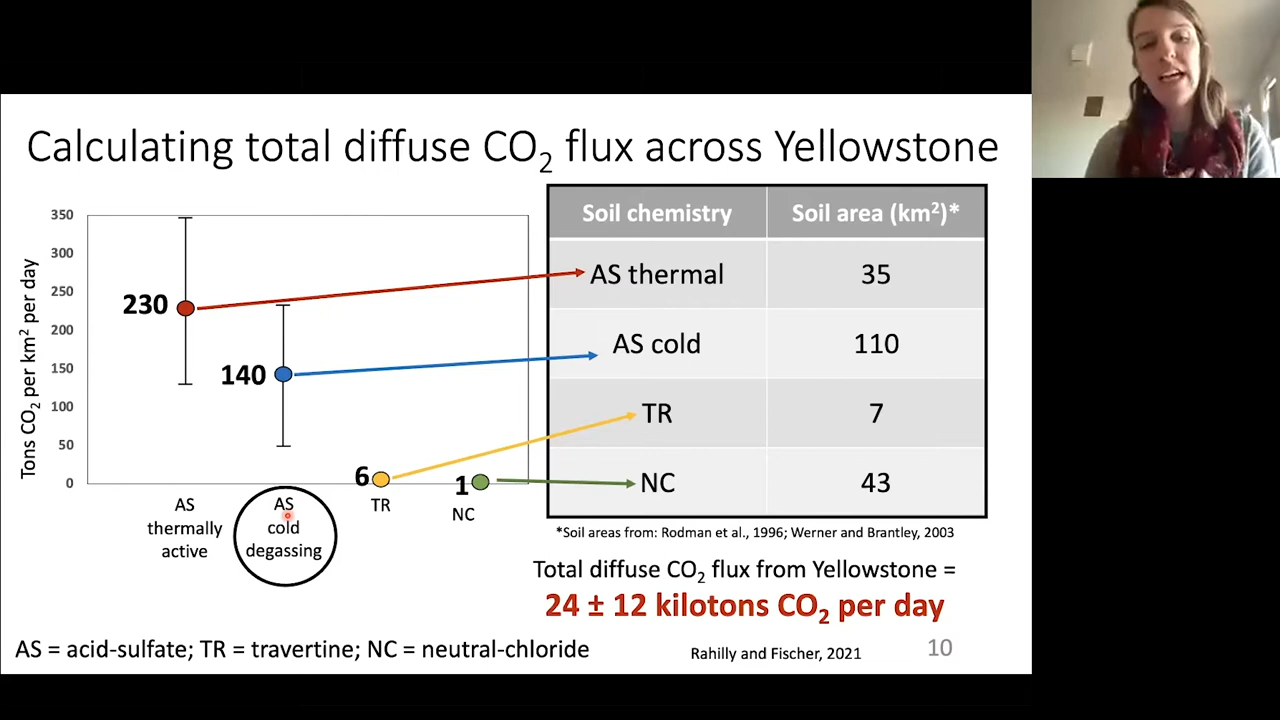 Calculating total diffuse CO₂ flux across Yellowstone
Tons CO₂ per km² per day
350
300
250
200
150
100
50
0
230
140
6
1
AS
thermally
active
AS
cold
degassing
TR
NC
Soil chemistry Soil area (km²)*
AS thermal 35
AS cold 110
TR 7
NC 43
*Soil areas from: Rodman et al., 1996; Werner and Brantley, 2003
Total diffuse CO₂ flux from Yellowstone =
24 ± 12 kilotons CO₂ per day
AS = acid-sulfate; TR = travertine; NC = neutral-chloride
Rahilly and Fischer, 2021
10